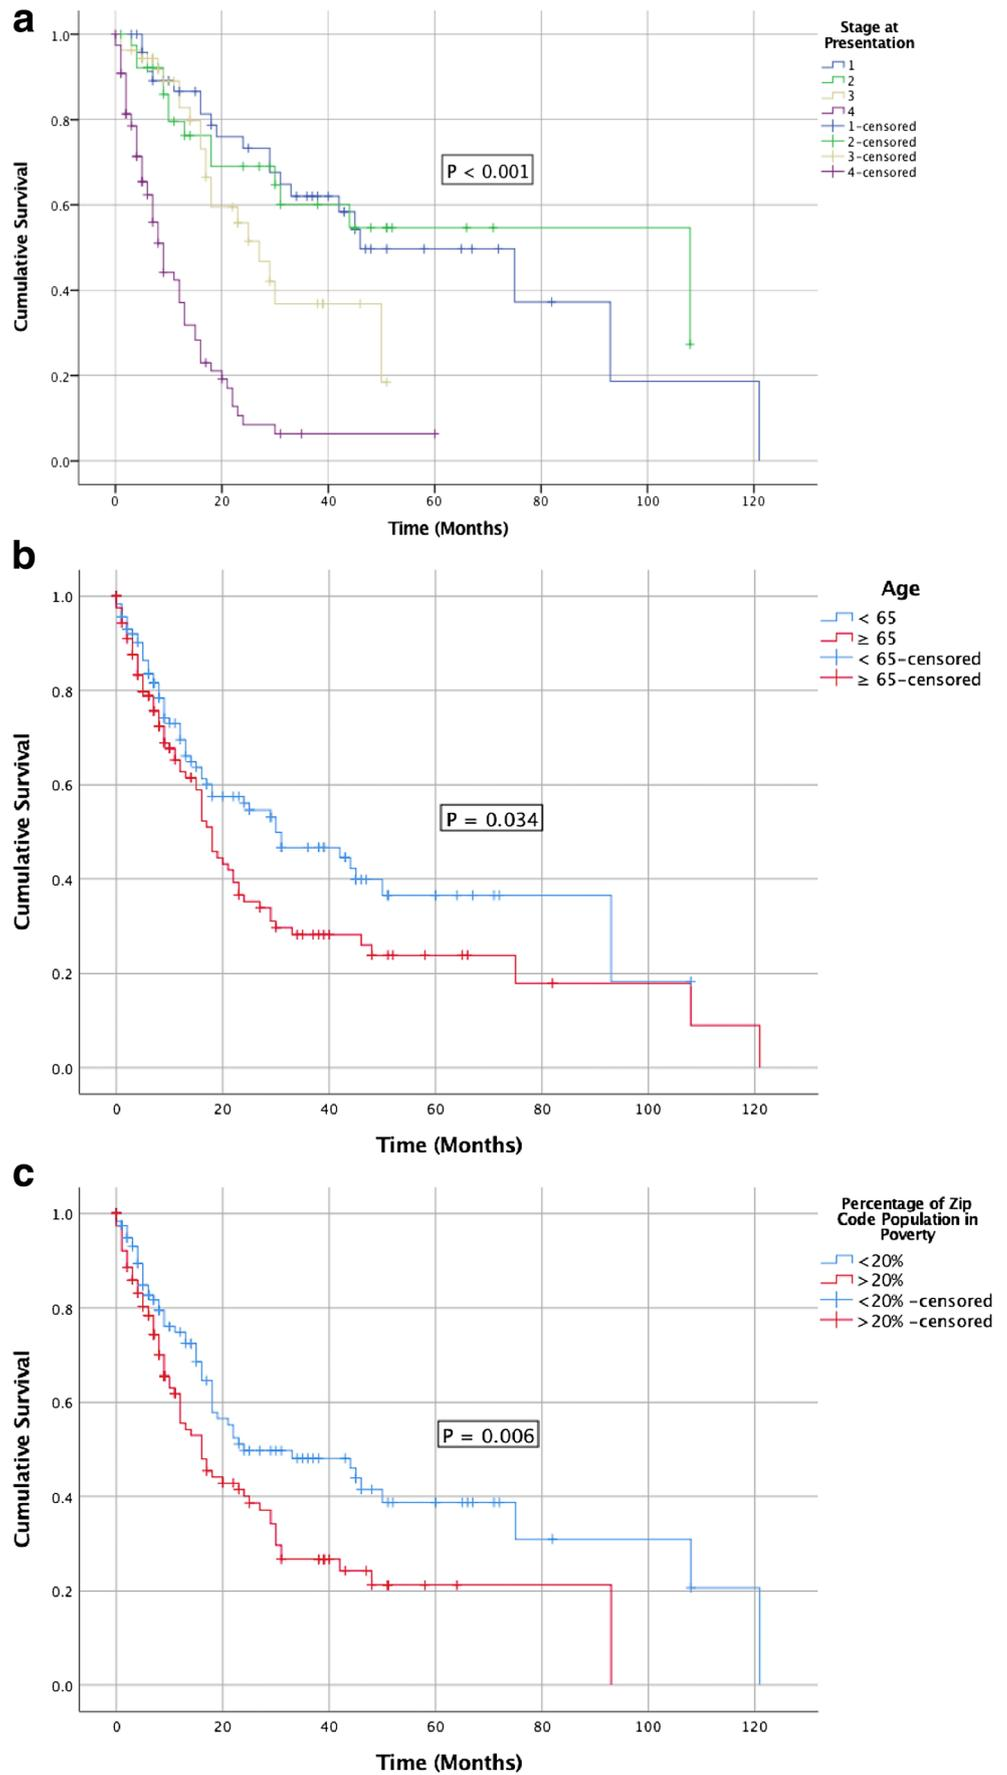 a
1.0
0.8
0.6
0.4
0.2
0.0
Cumulative Survival
0 20 40 60 80 100 120
Time (Months)
P < 0.001
Stage at
Presentation
1
2
3
4
1-censored
2-censored
3-censored
4-censored
b
1.0
0.8
0.6
0.4
0.2
0.0
Cumulative Survival
0 20 40 60 80 100 120
Time (Months)
P = 0.034
Age
< 65
≥ 65
< 65-censored
≥ 65-censored
c
1.0
0.8
0.6
0.4
0.2
0.0
Cumulative Survival
0 20 40 60 80 100 120
Time (Months)
P = 0.006
Percentage of Zip
Code Population in
Poverty
<20%
>20%
<20% -censored
>20% -censored